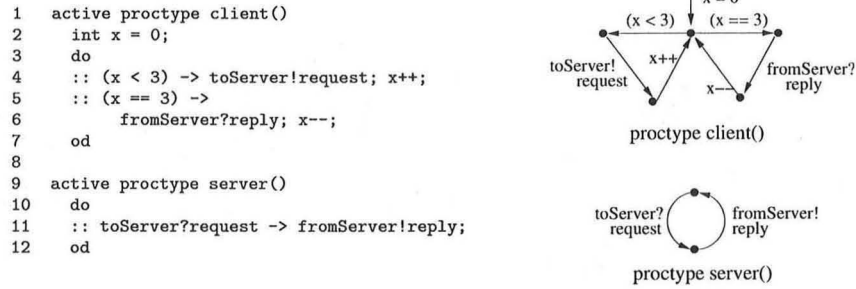 1 active proctype client()
2 int x = 0;
3 do
4 :: (x < 3) -> toServer!request; x++;
5 :: (x == 3) ->
6 fromServer?reply; x--;
7 od
8
9 active proctype server()
10 do
11 :: toServer?request -> fromServer!reply;
12 od
x = 0
(x < 3) (x == 3)
toServer!
request
x++
x--
fromServer?
reply
proctype client()
toServer?
request
fromServer!
reply
proctype server()